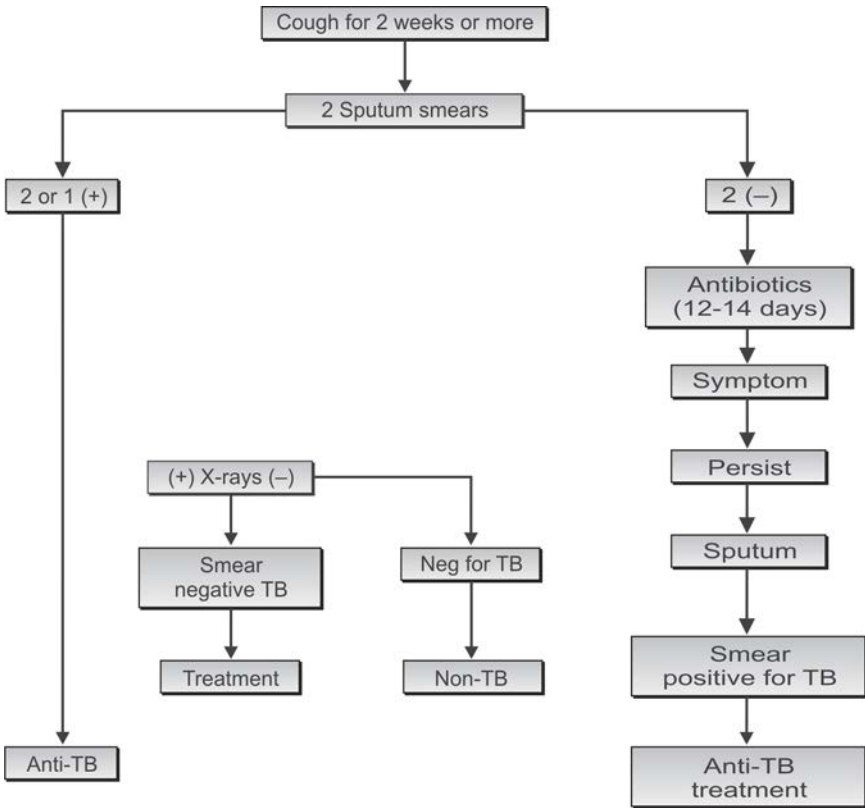 Cough for 2 weeks or more
2 Sputum smears
2 or 1 (+)
2 (–)
Antibiotics
(12-14 days)
Symptom
Persist
(+) X-rays (–)
Sputum
Smear
negative TB
Neg for TB
Smear
positive for TB
Treatment
Non-TB
Anti-TB
Anti-TB
treatment